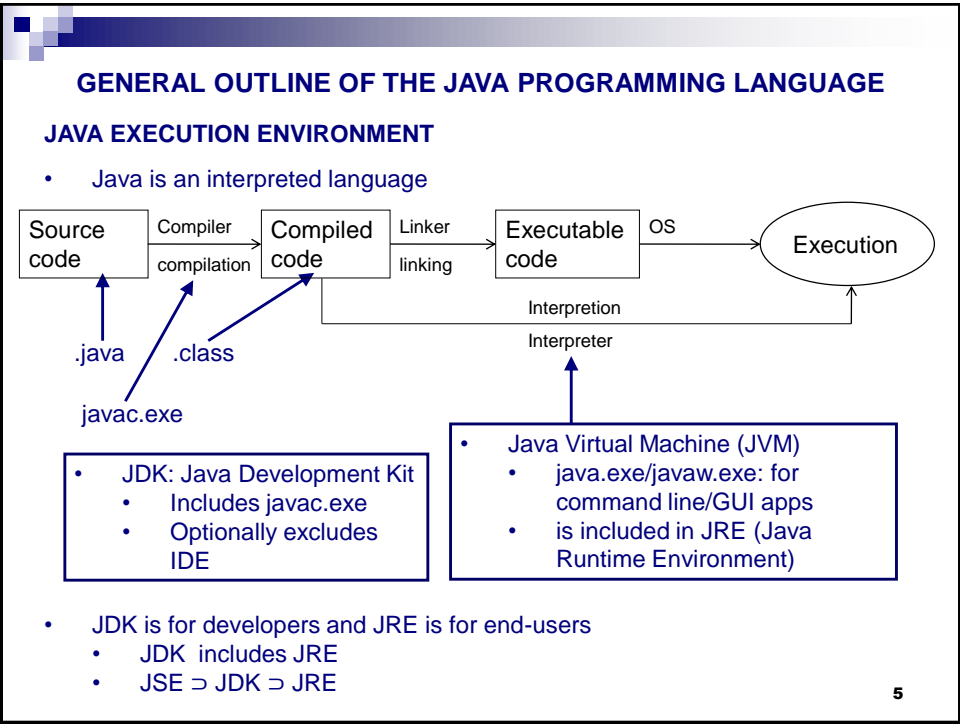 GENERAL OUTLINE OF THE JAVA PROGRAMMING LANGUAGE
JAVA EXECUTION ENVIRONMENT
• Java is an interpreted language
Source
code
Compiler
compilation
Compiled
code
Linker
linking
Executable
code
OS
Execution
Interpretion
Interpreter
.java
.class
javac.exe
• JDK: Java Development Kit
• Includes javac.exe
• Optionally excludes
IDE
• Java Virtual Machine (JVM)
• java.exe/javaw.exe: for
command line/GUI apps
• is included in JRE (Java
Runtime Environment)
• JDK is for developers and JRE is for end-users
• JDK includes JRE
• JSE ⊃ JDK ⊃ JRE
5